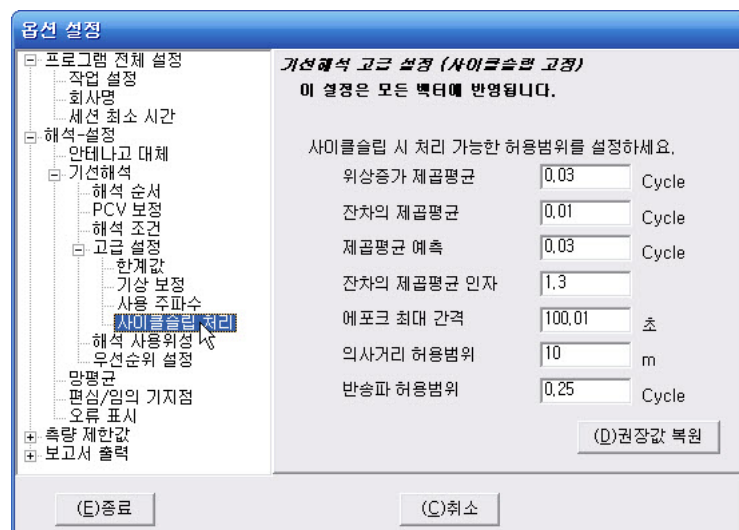 옵션 설정
프로그램 전체 설정
작업 설정
회사명
세션 최소 시간
해석-설정
안테나고 대체
기선해석
해석 순서
PCV 보정
해석 조건
고급 설정
한계값
기상 보정
사용 주파수
사이클슬립 처리
해석 사용위성
우선순위 설정
망평균
편심/임의 기지점
오류 표시
측량 제한값
보고서 출력
기선해석 고급 설정 (사이클슬립 고정)
이 설정은 모든 벡터에 반영됩니다.
사이클슬립 시 처리 가능한 허용범위를 설정하세요.
위상증가 제곱평균 0.03 Cycle
잔차의 제곱평균 0.01 Cycle
제곱평균 예측 0.03 Cycle
잔차의 제곱평균 인자 1.3
에포크 최대 간격 100.01 초
의사거리 허용범위 10 m
반송파 허용범위 0.25 Cycle
(D)권장값 복원
(E)종료 (C)취소